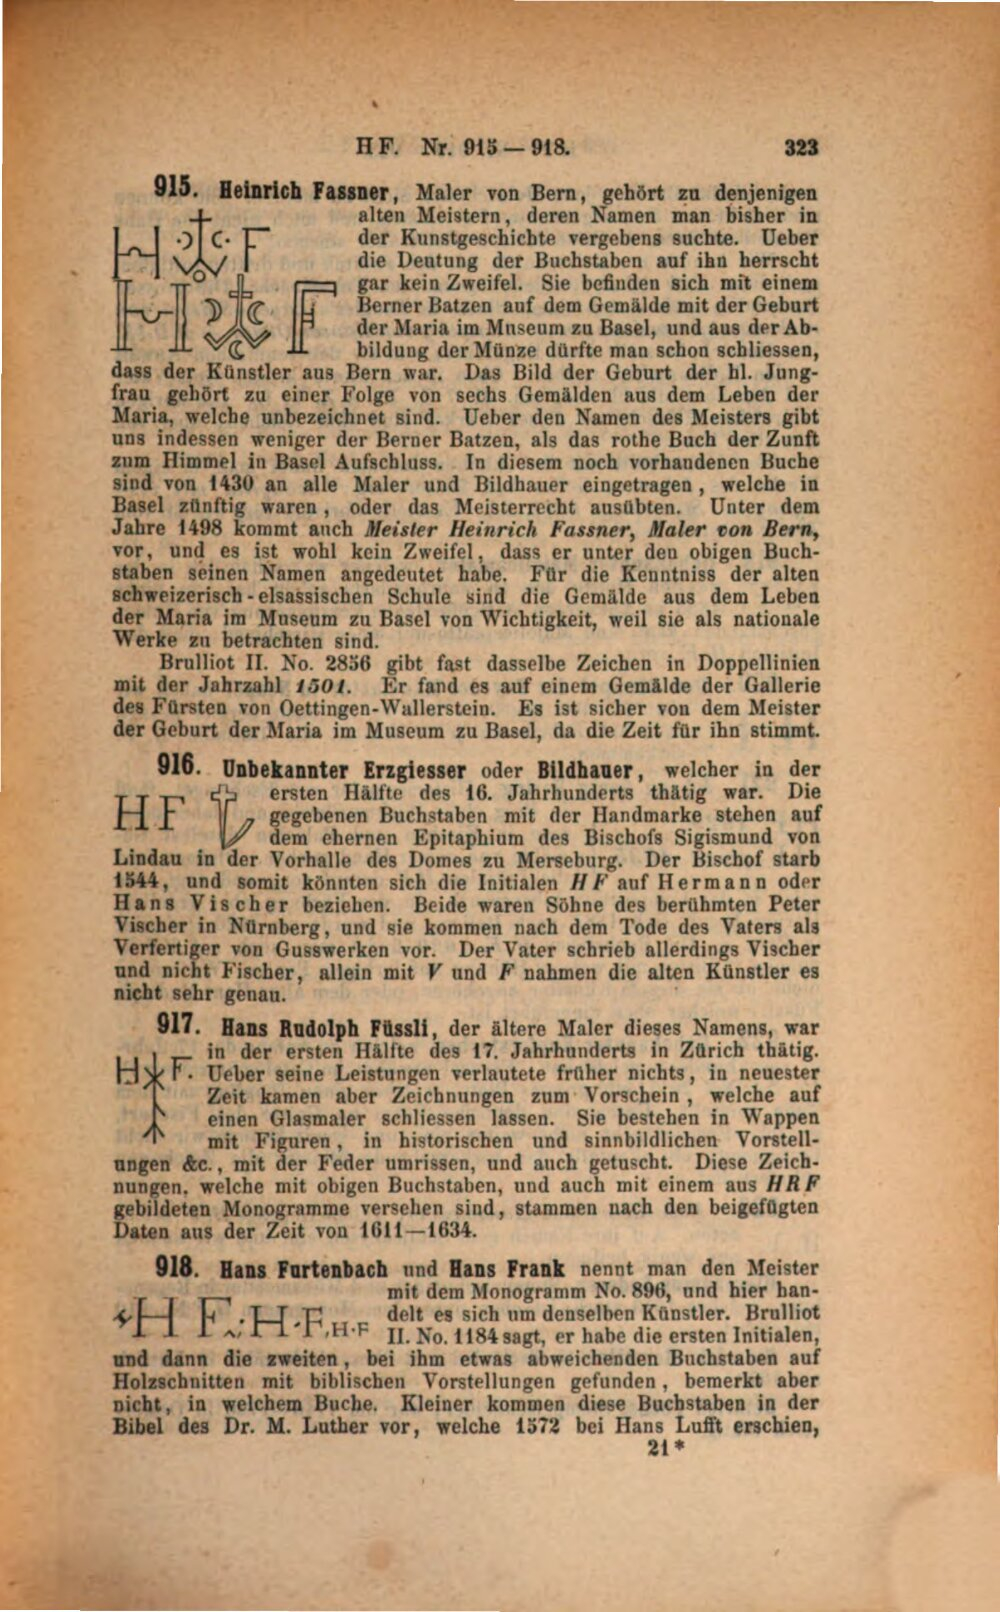 HF. Nr. 915 — 918. 323
915. Heinrich Fassner, Maler von Bern, gehört zu denjenigen
alten Meistern, deren Namen man bisher in
H F der Kunstgeschichte vergebens suchte. Ueber
die Deutung der Buchstaben auf ihn herrscht
H F gar kein Zweifel. Sie befinden sich mit einem
Berner Batzen auf dem Gemälde mit der Geburt
der Maria im Museum zu Basel, und aus der Ab-
bildung der Münze dürfte man schon schliessen,
dass der Künstler aus Bern war. Das Bild der Geburt der hl. Jung-
frau gehört zu einer Folge von sechs Gemälden aus dem Leben der
Maria, welche unbezeichnet sind. Ueber den Namen des Meisters gibt
uns indessen weniger der Berner Batzen, als das rothe Buch der Zunft
zum Himmel in Basel Aufschluss. In diesem noch vorhandenen Buche
sind von 1430 an alle Maler und Bildhauer eingetragen, welche in
Basel zünftig waren, oder das Meisterrecht ausübten. Unter dem
Jahre 1498 kommt auch Meister Heinrich Fassner, Maler von Bern,
vor, und es ist wohl kein Zweifel, dass er unter den obigen Buch-
staben seinen Namen angedeutet habe. Für die Kenntniss der alten
schweizerisch-elsassischen Schule sind die Gemälde aus dem Leben
der Maria im Museum zu Basel von Wichtigkeit, weil sie als nationale
Werke zu betrachten sind.
Brulliot II. No. 2856 gibt fast dasselbe Zeichen in Doppellinien
mit der Jahrzahl 1501. Er fand es auf einem Gemälde der Gallerie
des Fürsten von Oettingen-Wallerstein. Es ist sicher von dem Meister
der Geburt der Maria im Museum zu Basel, da die Zeit für ihn stimmt.
916. Unbekannter Erzgiesser oder Bildhauer, welcher in der
ersten Hälfte des 16. Jahrhunderts thätig war. Die
HF gegebenen Buchstaben mit der Handmarke stehen auf
dem ehernen Epitaphium des Bischofs Sigismund von
Lindau in der Vorhalle des Domes zu Merseburg. Der Bischof starb
1544, und somit könnten sich die Initialen HF auf Hermann oder
Hans Vischer beziehen. Beide waren Söhne des berühmten Peter
Vischer in Nürnberg, und sie kommen nach dem Tode des Vaters als
Verfertiger von Gusswerken vor. Der Vater schrieb allerdings Vischer
und nicht Fischer, allein mit V und F nahmen die alten Künstler es
nicht sehr genau.
917. Hans Rudolph Füssli, der ältere Maler dieses Namens, war
in der ersten Hälfte des 17. Jahrhunderts in Zürich thätig.
H F. Ueber seine Leistungen verlautete früher nichts, in neuester
Zeit kamen aber Zeichnungen zum Vorschein, welche auf
einen Glasmaler schliessen lassen. Sie bestehen in Wappen
mit Figuren, in historischen und sinnbildlichen Vorstell-
ungen &c., mit der Feder umrissen, und auch getuscht. Diese Zeich-
nungen, welche mit obigen Buchstaben, und auch mit einem aus HRF
gebildeten Monogramme versehen sind, stammen nach den beigefügten
Daten aus der Zeit von 1611—1634.
918. Hans Furtenbach und Hans Frank nennt man den Meister
mit dem Monogramm No. 896, und hier han-
H F. H·F, H·F delt es sich um denselben Künstler. Brulliot
II. No. 1184 sagt, er habe die ersten Initialen,
und dann die zweiten, bei ihm etwas abweichenden Buchstaben auf
Holzschnitten mit biblischen Vorstellungen gefunden, bemerkt aber
nicht, in welchem Buche. Kleiner kommen diese Buchstaben in der
Bibel des Dr. M. Luther vor, welche 1572 bei Hans Lufft erschien,
21*